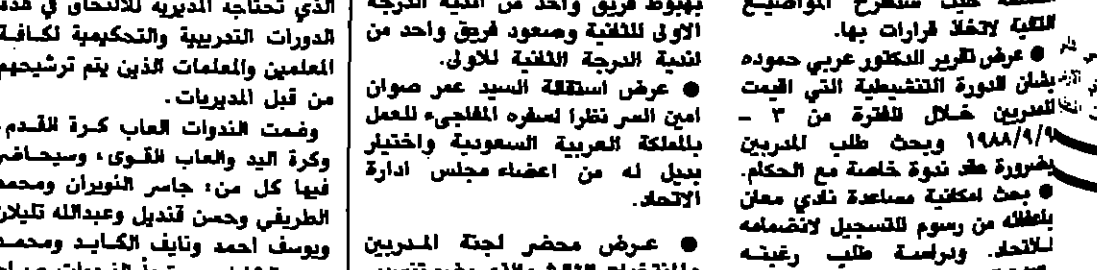 المواضيع
الثانية لاتخاذ قرارات بها.
● عرض تقرير الدكتور عربي حموده
بشان الدورة التنشيطية التي اقيمت
للمدربين خلال للفترة من ٣ –
١٩٨٨/٩/٩ وبحث طلب المدربين
بضرورة عقد ندوة خاصة مع الحكام.
● بحث امكانية مساعدة نادي معان
باعفائه من رسوم التسجيل لانضمامه
للاتحاد. ودراسة طلب رغبته
بهبوط فريق واحد من اندية الدرجة
الاولى للثانية وصعود فريق واحد من
اندية الدرجة الثانية للاولى.
● عرض استقالة السيد عمر صوان
امين السر نظرا لسفره المفاجىء للعمل
بالمملكة العربية السعودية واختيار
بديل له من اعضاء مجلس ادارة
الاتحاد.
● عرض محضر لجنة المدربين
الذي تحتاجه المديرية للالتحاق في هذه
الدورات التدريبية والتحكيمية لكافة
المعلمين والمعلمات الذين يتم ترشيحهم
من قبل المديريات.
وضمت الندوات العاب كرة القدم،
وكرة اليد والعاب القوى، وسيحاضر
فيها كل من: جاسر النويران ومحمد
الطريفي وحسن قنديل وعبدالله تليلان
ويوسف احمد ونايف الكايد ومحمد